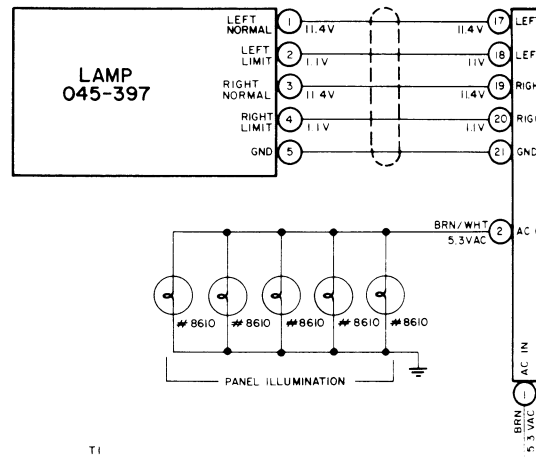 LEFT NORMAL 1 11.4V 11.4V 17 LEFT
LEFT LIMIT 2 1.1V 1.1V 18 LEF
RIGHT NORMAL 3 11.4V 11.4V 19 RIGH
RIGHT LIMIT 4 1.1V 1.1V 20 RIG
GND 5 21 GND
LAMP
045-397
BRN/WHT 2 AC
5.3VAC
#8610 #8610 #8610 #8610 #8610
PANEL ILLUMINATION
AC IN
1
BRN
5.3 VAC
T1